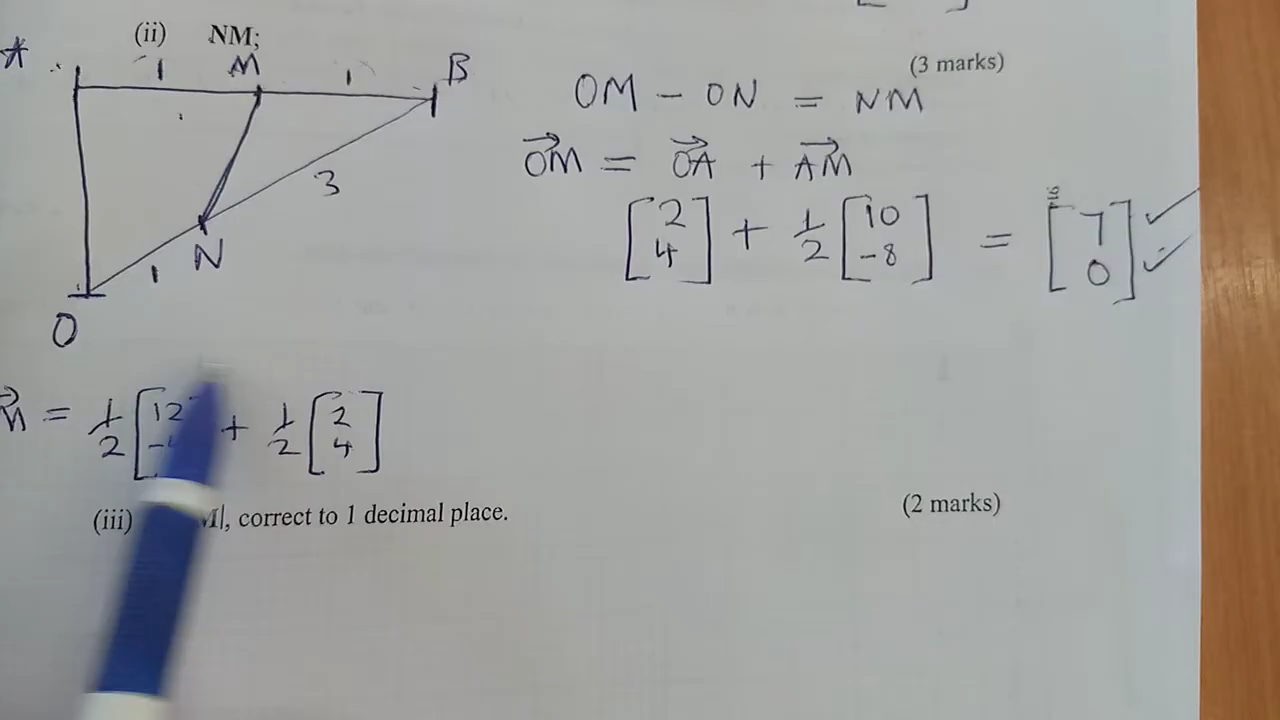 (ii) NM;
A 1 M 1 B
3
N
1
O
(3 marks)
OM - ON = NM
OM = OA + AM
[2 4] + 1/2 [10 -8] = [7 0]
M = 1/2 [12 + 1/2 [2 4]
(iii) M|, correct to 1 decimal place.
(2 marks)